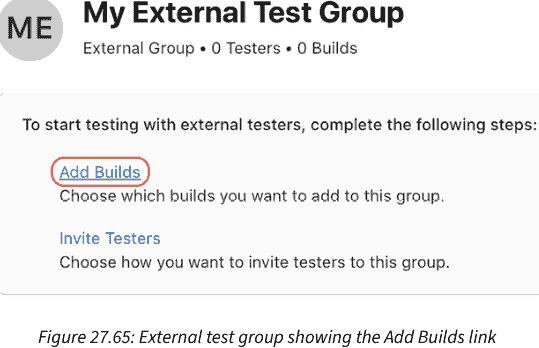 ME
My External Test Group
External Group • 0 Testers • 0 Builds
To start testing with external testers, complete the following steps:
Add Builds
Choose which builds you want to add to this group.
Invite Testers
Choose how you want to invite testers to this group.
Figure 27.65: External test group showing the Add Builds link